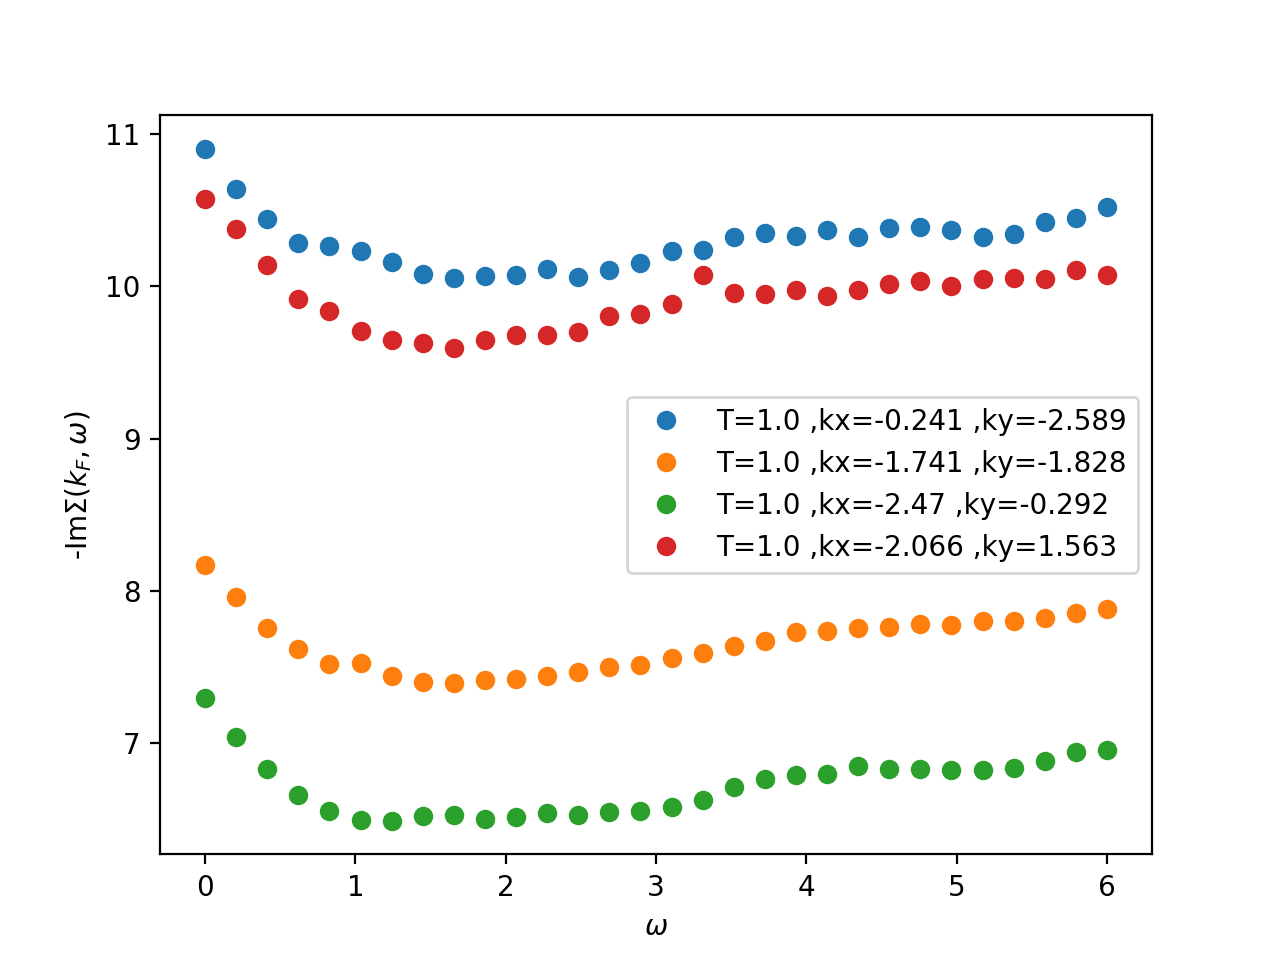 11
10
9
8
7
-ImΣ(k_F, ω)
T=1.0 ,kx=-0.241 ,ky=-2.589
T=1.0 ,kx=-1.741 ,ky=-1.828
T=1.0 ,kx=-2.47 ,ky=-0.292
T=1.0 ,kx=-2.066 ,ky=1.563
0 1 2 3 4 5 6
ω